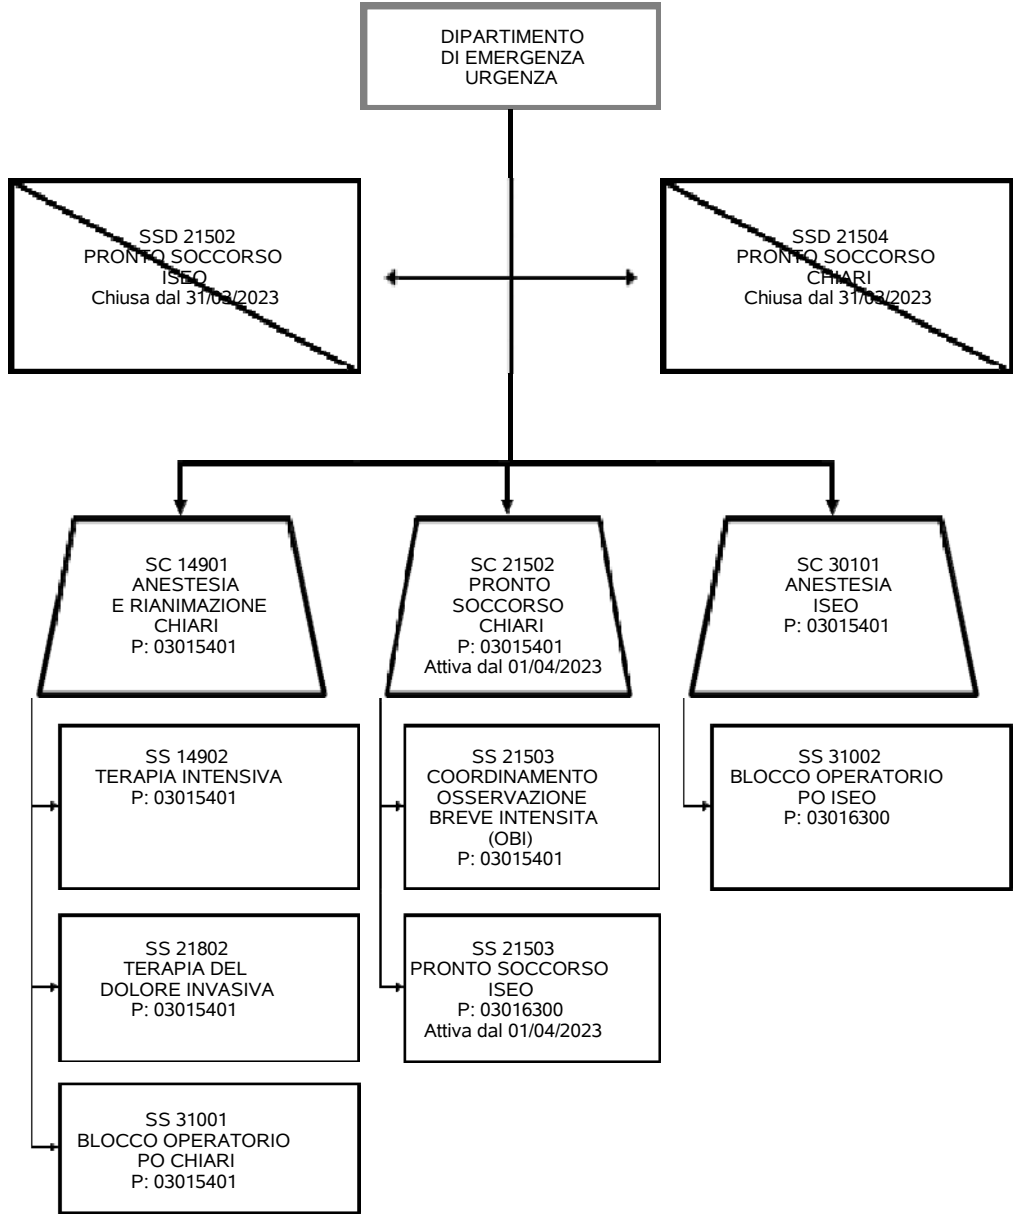 DIPARTIMENTO
DI EMERGENZA
URGENZA
SSD 21502
PRONTO SOCCORSO
ISEO
Chiusa dal 31/03/2023
SSD 21504
PRONTO SOCCORSO
CHIARI
Chiusa dal 31/03/2023
SC 14901
ANESTESIA
E RIANIMAZIONE
CHIARI
P: 03015401
SC 21502
PRONTO
SOCCORSO
CHIARI
P: 03015401
Attiva dal 01/04/2023
SC 30101
ANESTESIA
ISEO
P: 03015401
SS 14902
TERAPIA INTENSIVA
P: 03015401
SS 21503
COORDINAMENTO
OSSERVAZIONE
BREVE INTENSITA
(OBI)
P: 03015401
SS 31002
BLOCCO OPERATORIO
PO ISEO
P: 03016300
SS 21802
TERAPIA DEL
DOLORE INVASIVA
P: 03015401
SS 21503
PRONTO SOCCORSO
ISEO
P: 03016300
Attiva dal 01/04/2023
SS 31001
BLOCCO OPERATORIO
PO CHIARI
P: 03015401